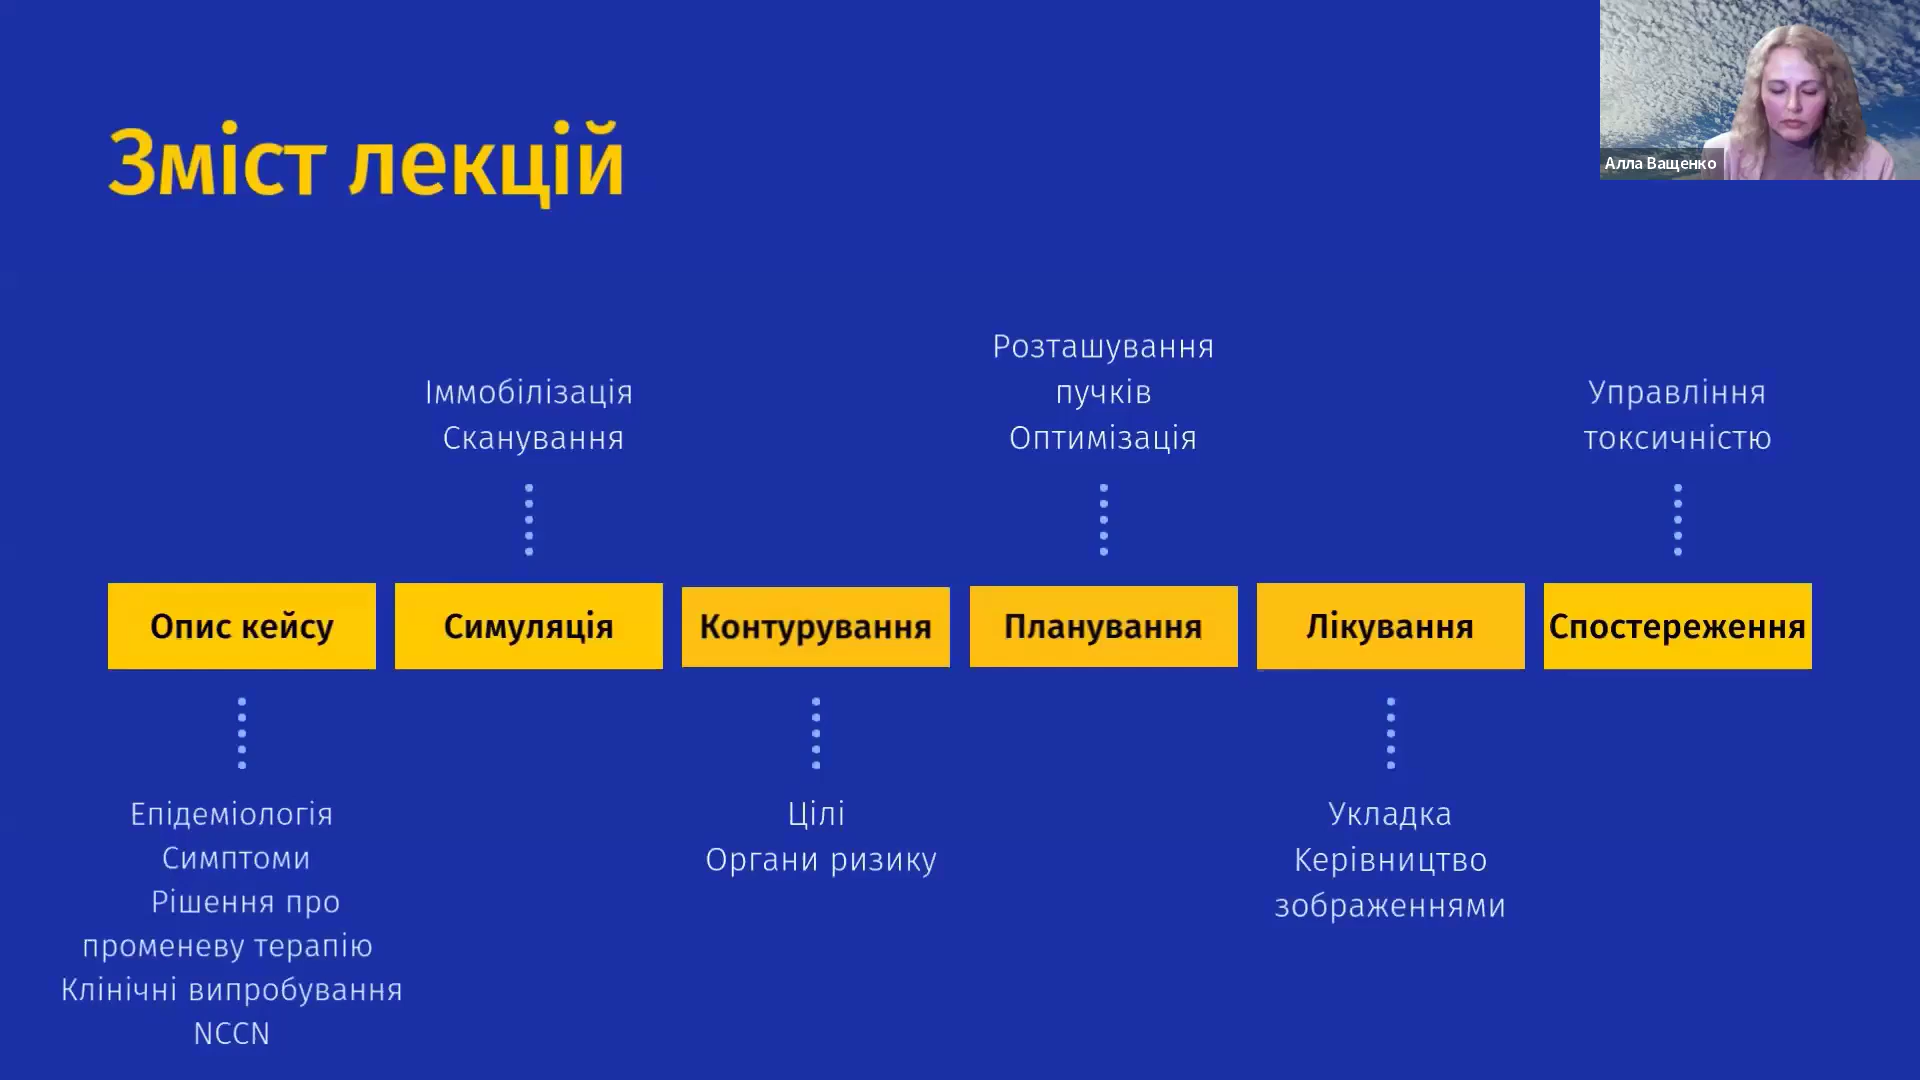 Зміст лекцій
Алла Ващенко
Іммобілізація
Сканування
Розташування
пучків
Оптимізація
Управління
токсичністю
Опис кейсу
Симуляція
Контурування
Планування
Лікування
Спостереження
Епідеміологія
Симптоми
Рішення про
променеву терапію
Клінічні випробування
NCCN
Цілі
Органи ризику
Укладка
Керівництво
зображеннями